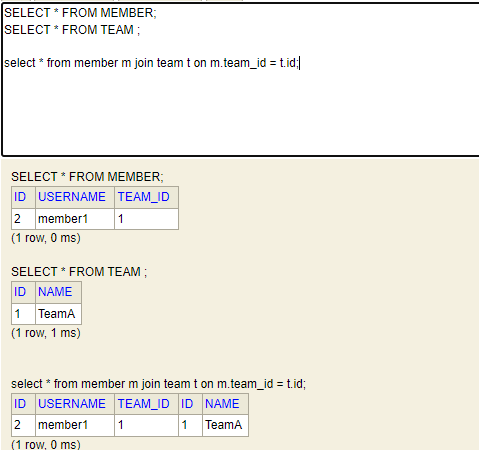 SELECT * FROM MEMBER;
SELECT * FROM TEAM ;
select * from member m join team t on m.team_id = t.id;
SELECT * FROM MEMBER;
ID USERNAME TEAM_ID
2 member1 1
(1 row, 0 ms)
SELECT * FROM TEAM ;
ID NAME
1 TeamA
(1 row, 1 ms)
select * from member m join team t on m.team_id = t.id;
ID USERNAME TEAM_ID ID NAME
2 member1 1 1 TeamA
(1 row, 0 ms)